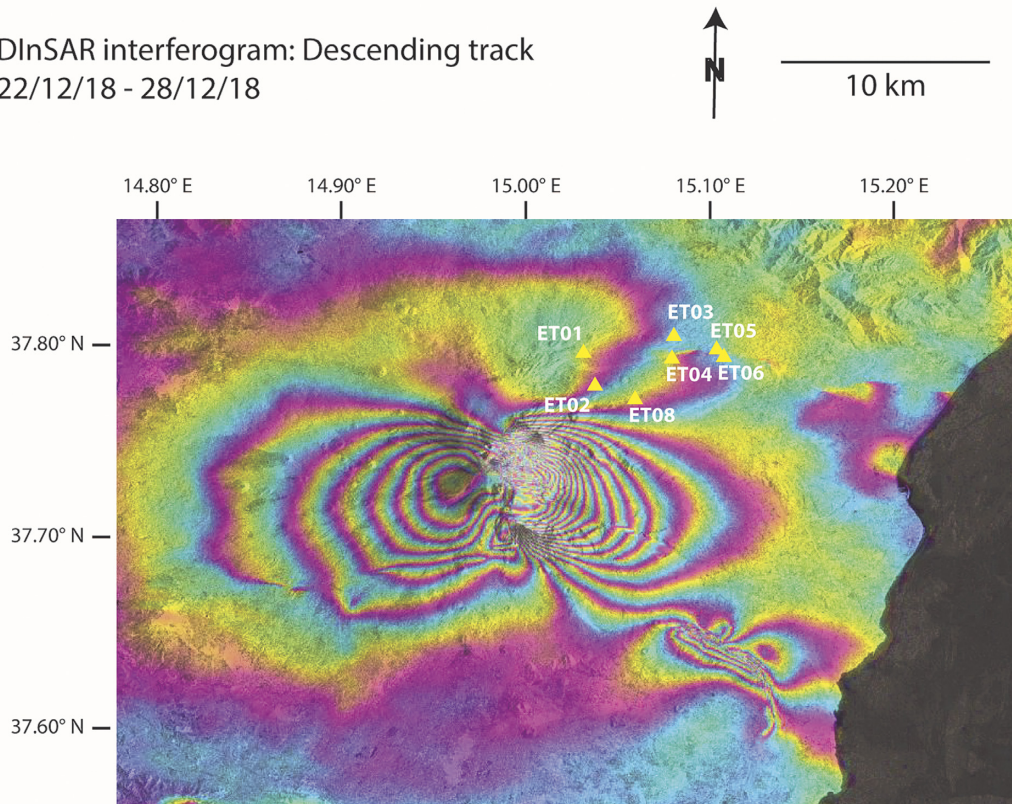 DInSAR interferogram: Descending track
22/12/18 - 28/12/18
N
10 km
14.80° E
14.90° E
15.00° E
15.10° E
15.20° E
37.80° N
37.70° N
37.60° N
ET03
ET01
ET05
ET04
ET06
ET02
ET08